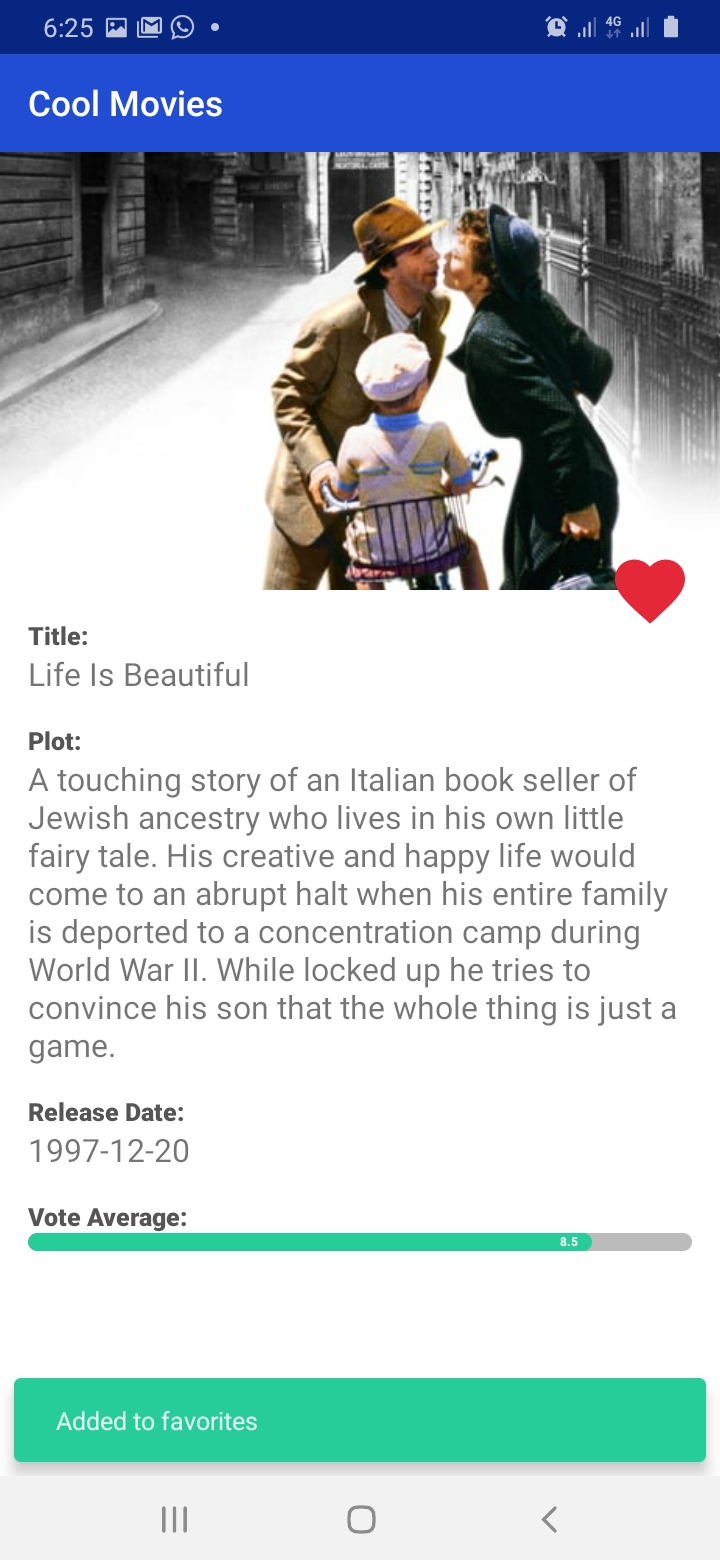 6:25
4G
Cool Movies
Title:
Life Is Beautiful
Plot:
A touching story of an Italian book seller of
Jewish ancestry who lives in his own little
fairy tale. His creative and happy life would
come to an abrupt halt when his entire family
is deported to a concentration camp during
World War II. While locked up he tries to
convince his son that the whole thing is just a
game.
Release Date:
1997-12-20
Vote Average:
8.5
Added to favorites